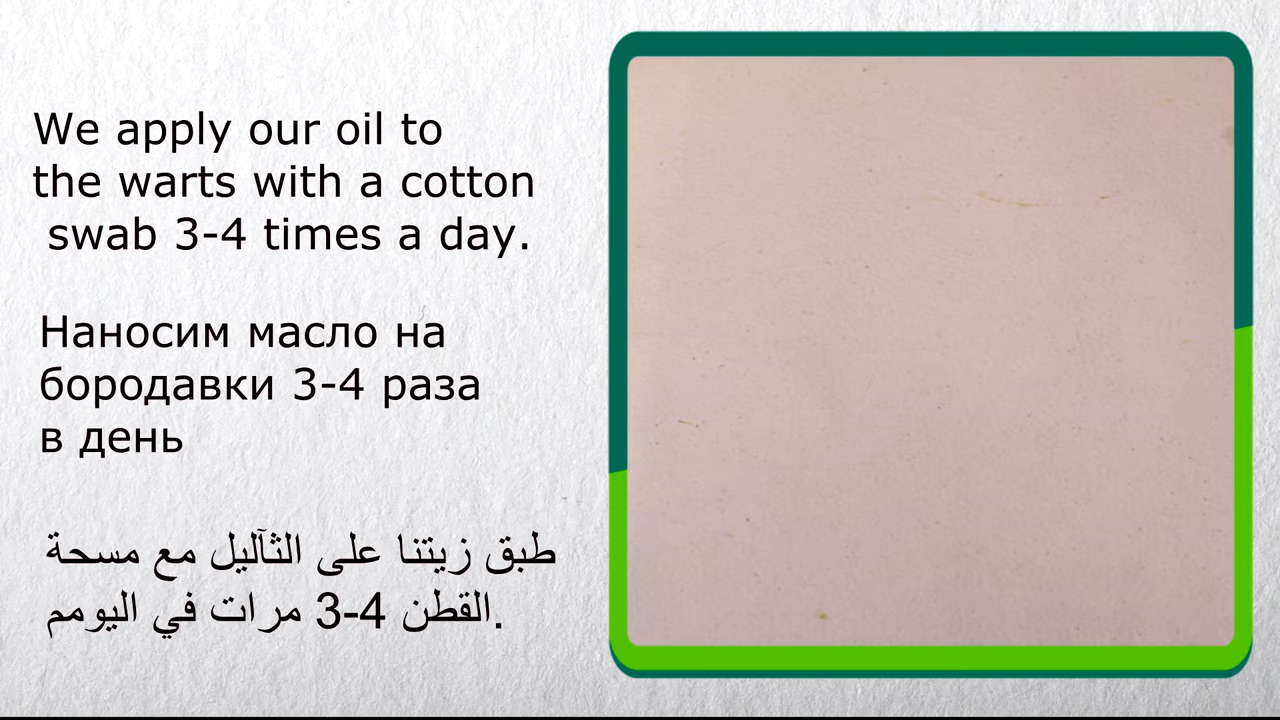 We apply our oil to
the warts with a cotton
swab 3-4 times a day.
Наносим масло на
бородавки 3-4 раза
в день
طبق زيتنا على الثآليل مع مسحة
القطن 4-3 مرات في اليومم.